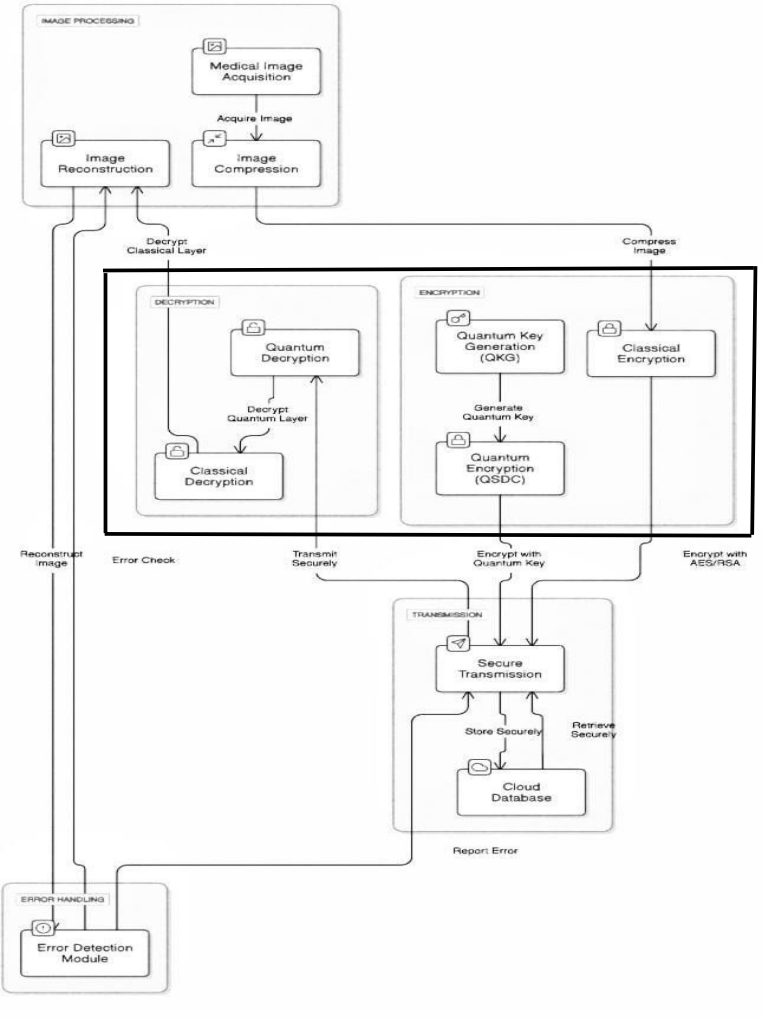 IMAGE PROCESSING
Medical Image
Acquisition
Acquire Image
Image
Reconstruction
Image
Compression
Decrypt
Classical Layer
Compress
Image
DECRYPTION
Quantum
Decryption
Decrypt
Quantum Layer
Classical
Decryption
ENCRYPTION
Quantum Key
Generation
(QKG)
Classical
Encryption
Generate
Quantum Key
Quantum
Encryption
(QSDC)
Reconstruct
Image
Error Check
Transmit
Securely
Encrypt with
Quantum Key
Encrypt with
AES/RSA
TRANSMISSION
Secure
Transmission
Store Securely
Retrieve
Securely
Cloud
Database
Report Error
ERROR HANDLING
Error Detection
Module